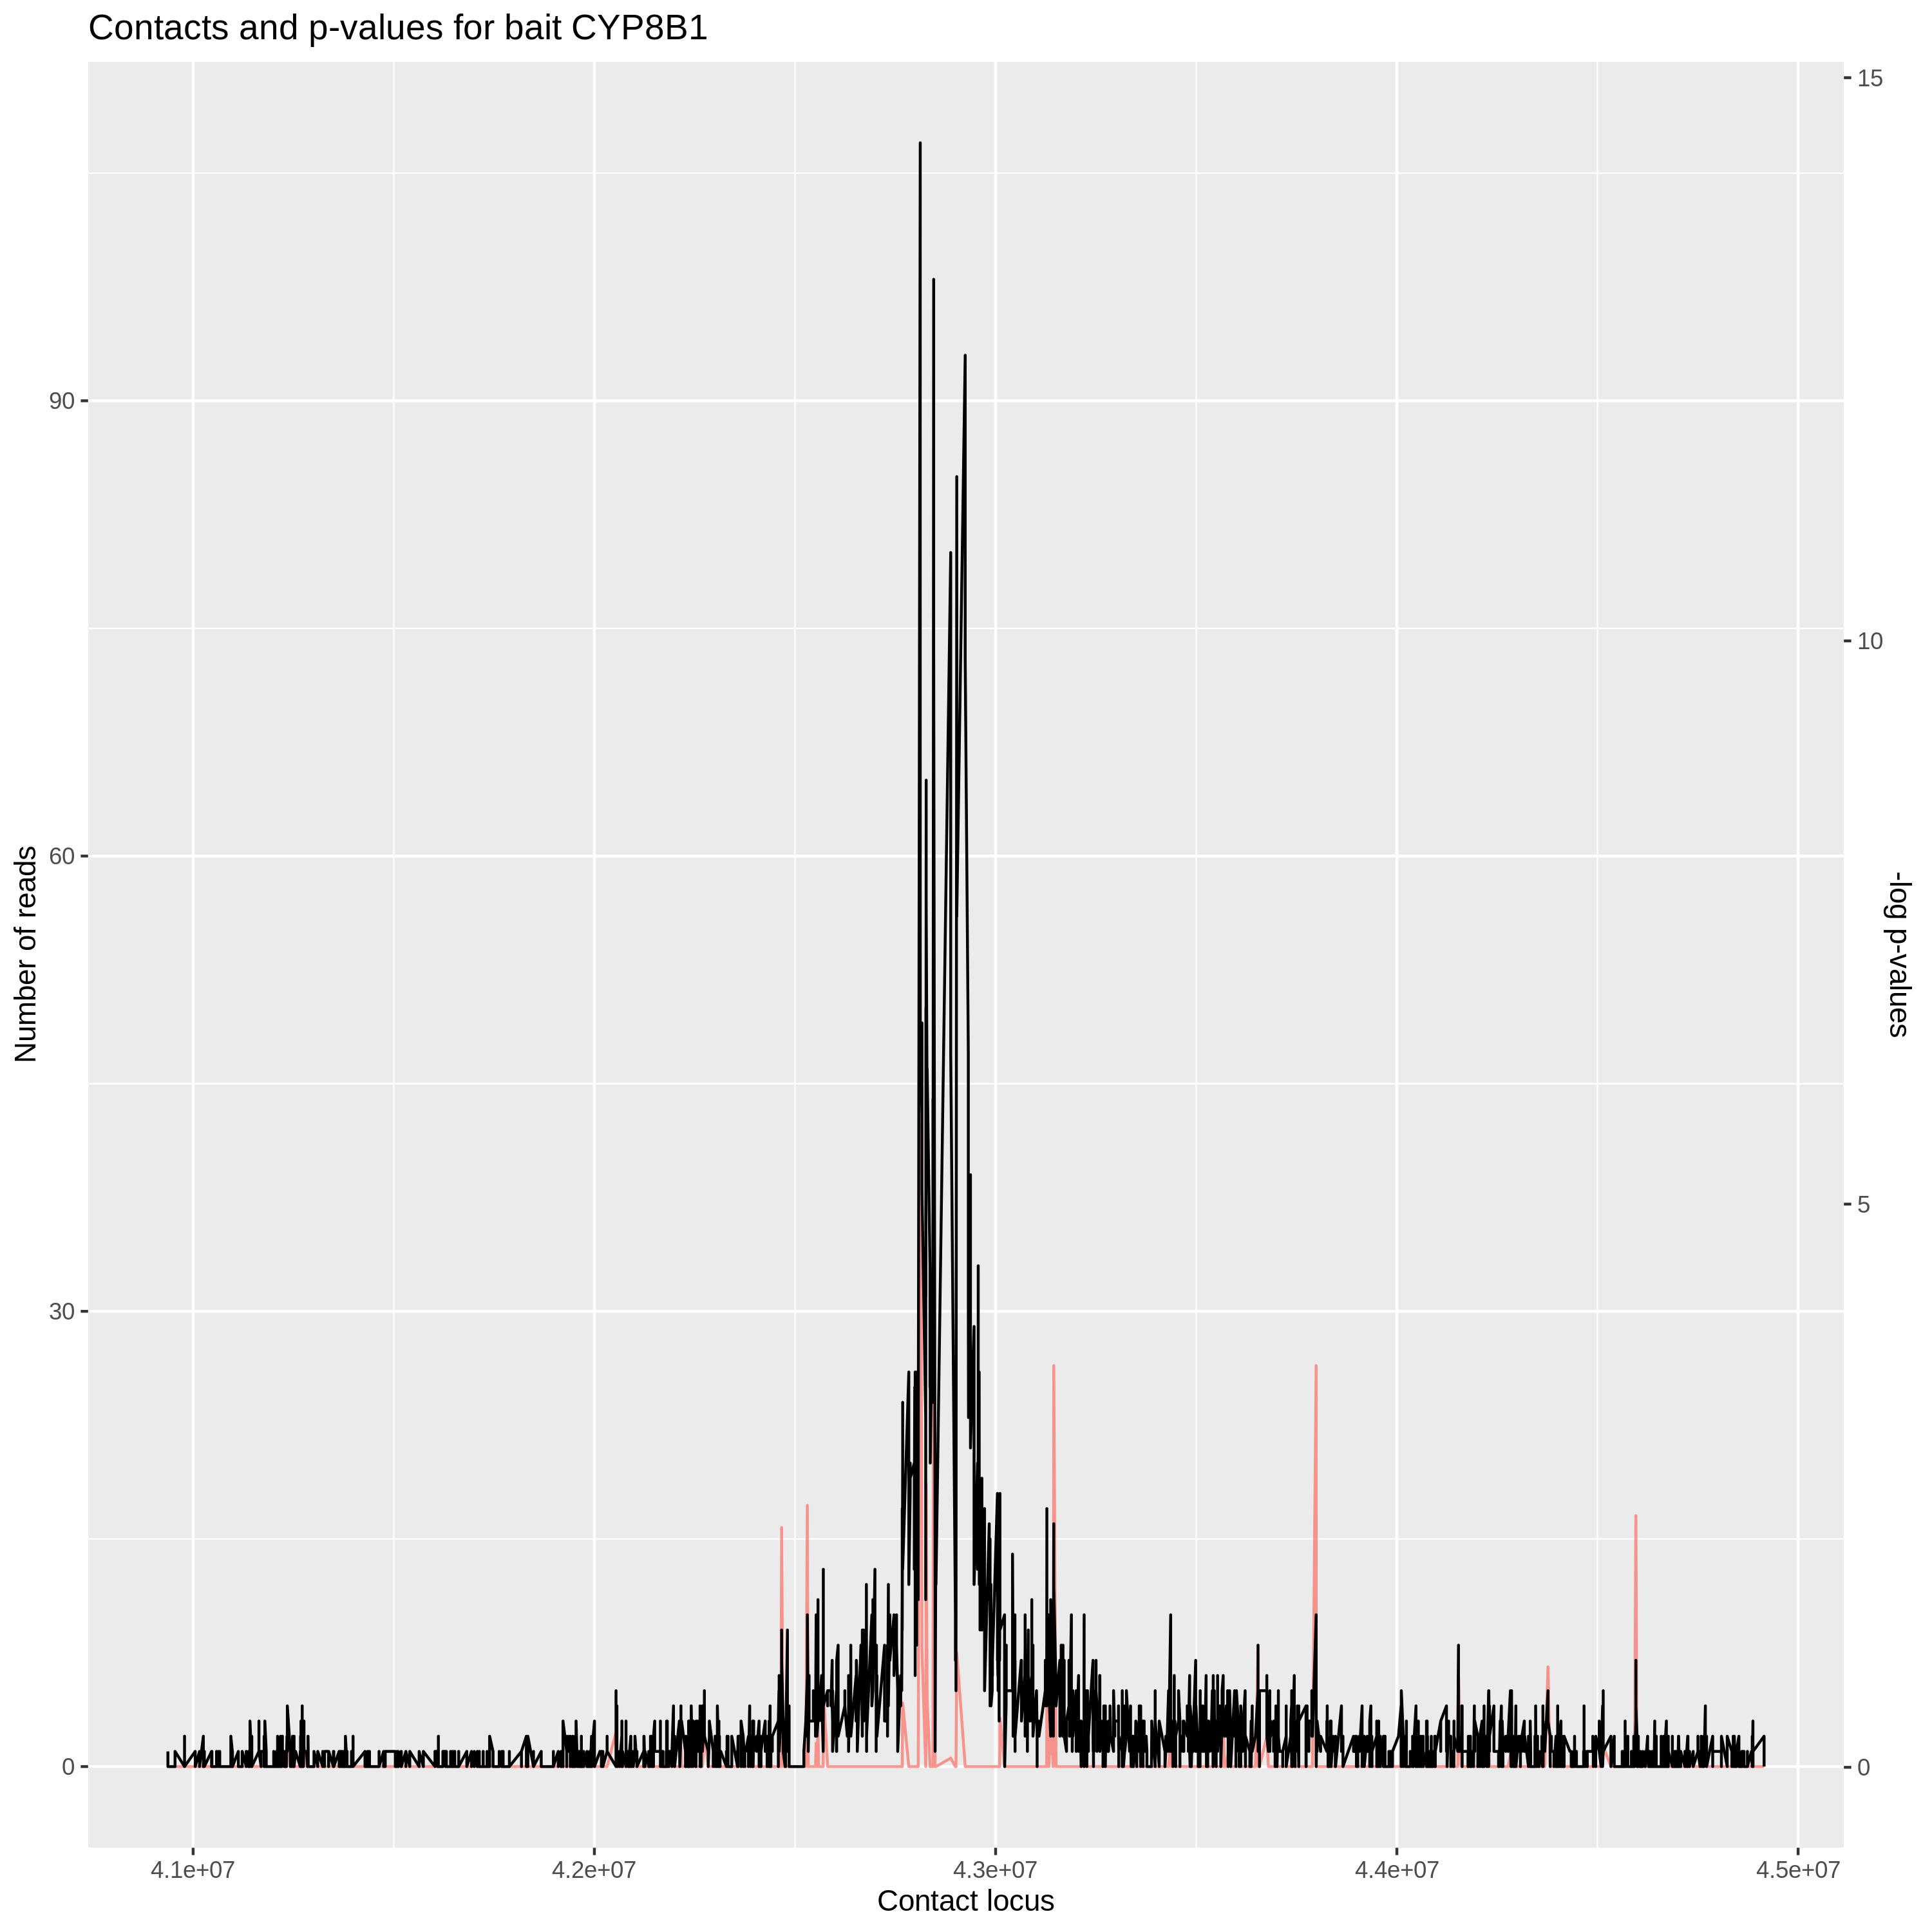 Contacts and p-values for bait CYP8B1
15
90
10
60
Number of reads
-log p-values
5
30
0
0
4.1e+07 4.2e+07 4.3e+07 4.4e+07 4.5e+07
Contact locus